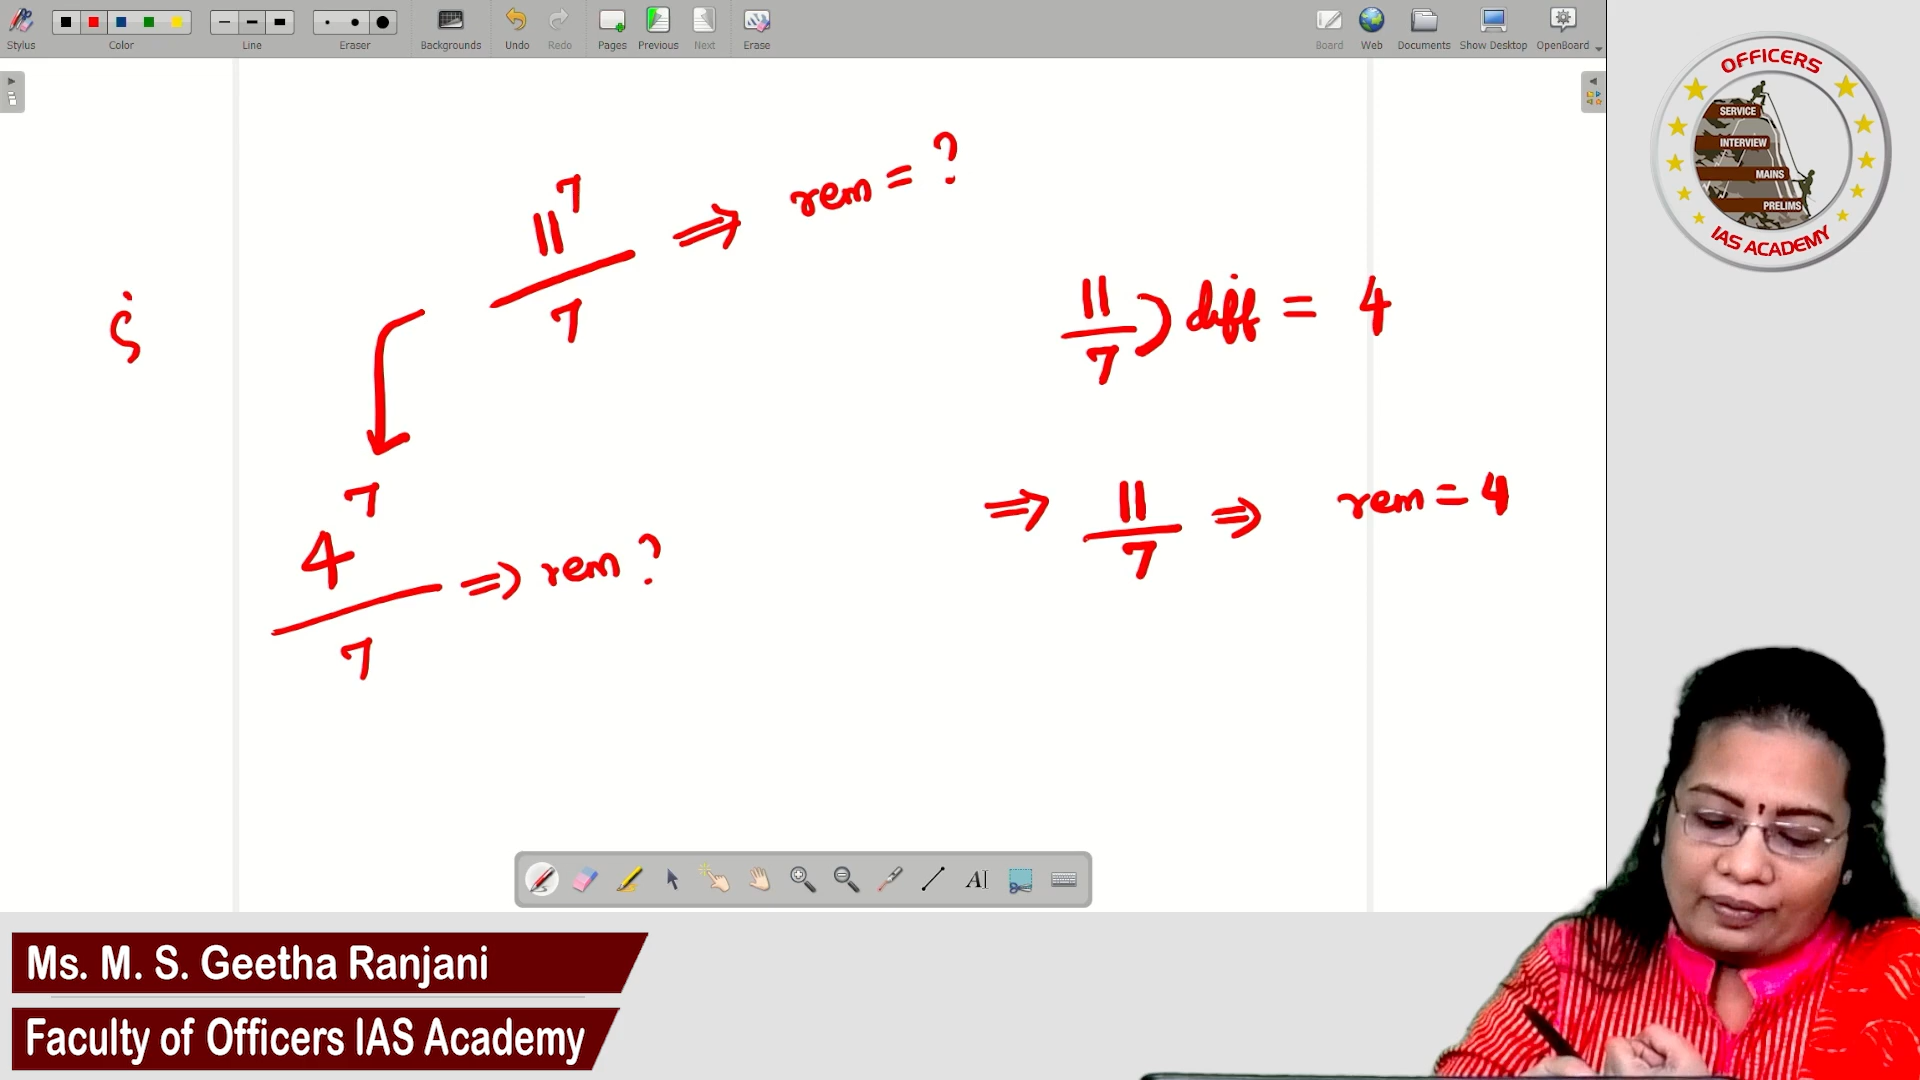 Stylus
Color
Line
Eraser
Backgrounds
Undo
Redo
Pages
Previous
Next
Erase
Board
Web
Documents
Show Desktop
OpenBoard
OFFICERS
SERVICE
INTERVIEW
MAINS
PRELIMS
IAS ACADEMY
11^7 / 7 ⇒ rem = ?
11/7) diff = 4
⇒ 11/7 ⇒ rem = 4
4^7 / 7 ⇒ rem ?
AI
Ms. M. S. Geetha Ranjani
Faculty of Officers IAS Academy